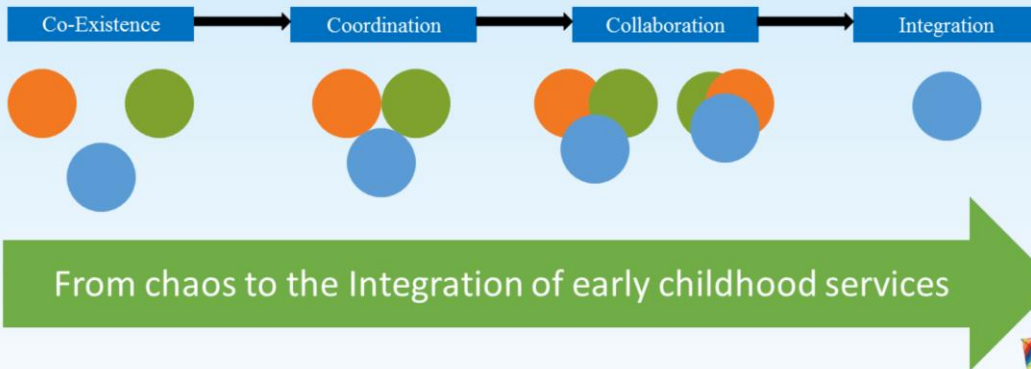 Co-Existence
Coordination
Collaboration
Integration
From chaos to the Integration of early childhood services